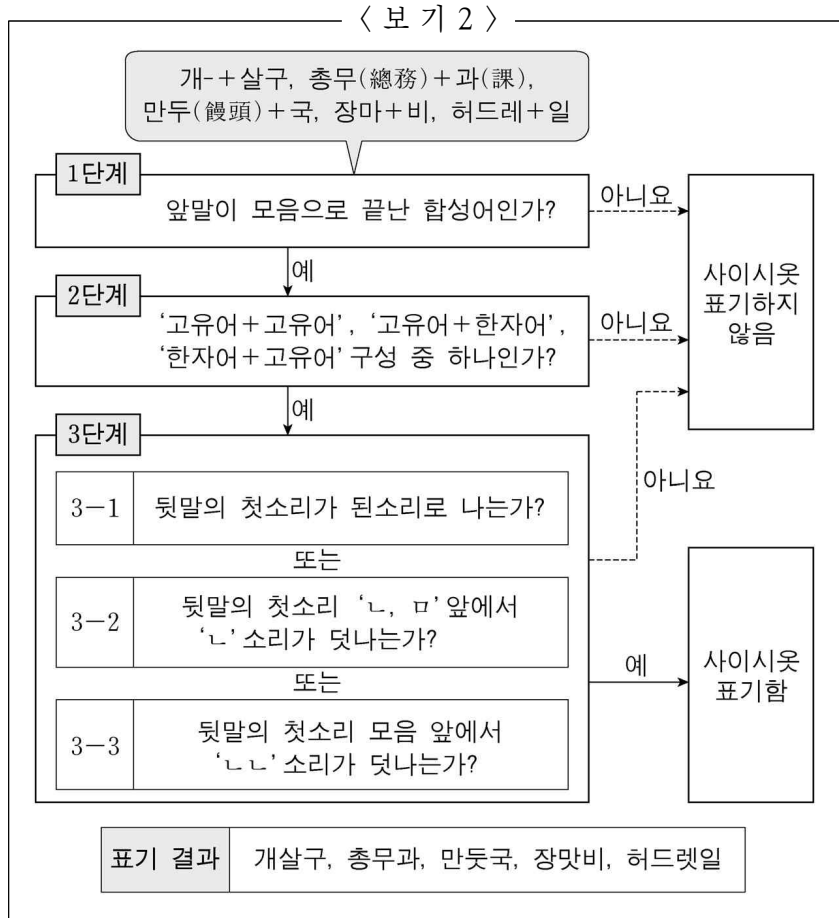 〈 보 기 2 〉
개-+살구, 총무(總務)+과(課),
만두(饅頭)+국, 장마+비, 허드레+일
1단계
앞말이 모음으로 끝난 합성어인가?
아니요
예
2단계
‘고유어+고유어’, ‘고유어+한자어’,
‘한자어+고유어’ 구성 중 하나인가?
아니요
사이시옷
표기하지
않음
예
3단계
3-1 뒷말의 첫소리가 된소리로 나는가?
또는
3-2 뒷말의 첫소리 ‘ㄴ, ㅁ’ 앞에서
‘ㄴ’ 소리가 덧나는가?
또는
3-3 뒷말의 첫소리 모음 앞에서
‘ㄴㄴ’ 소리가 덧나는가?
아니요
예
사이시옷
표기함
표기 결과 개살구, 총무과, 만둣국, 장맛비, 허드렛일